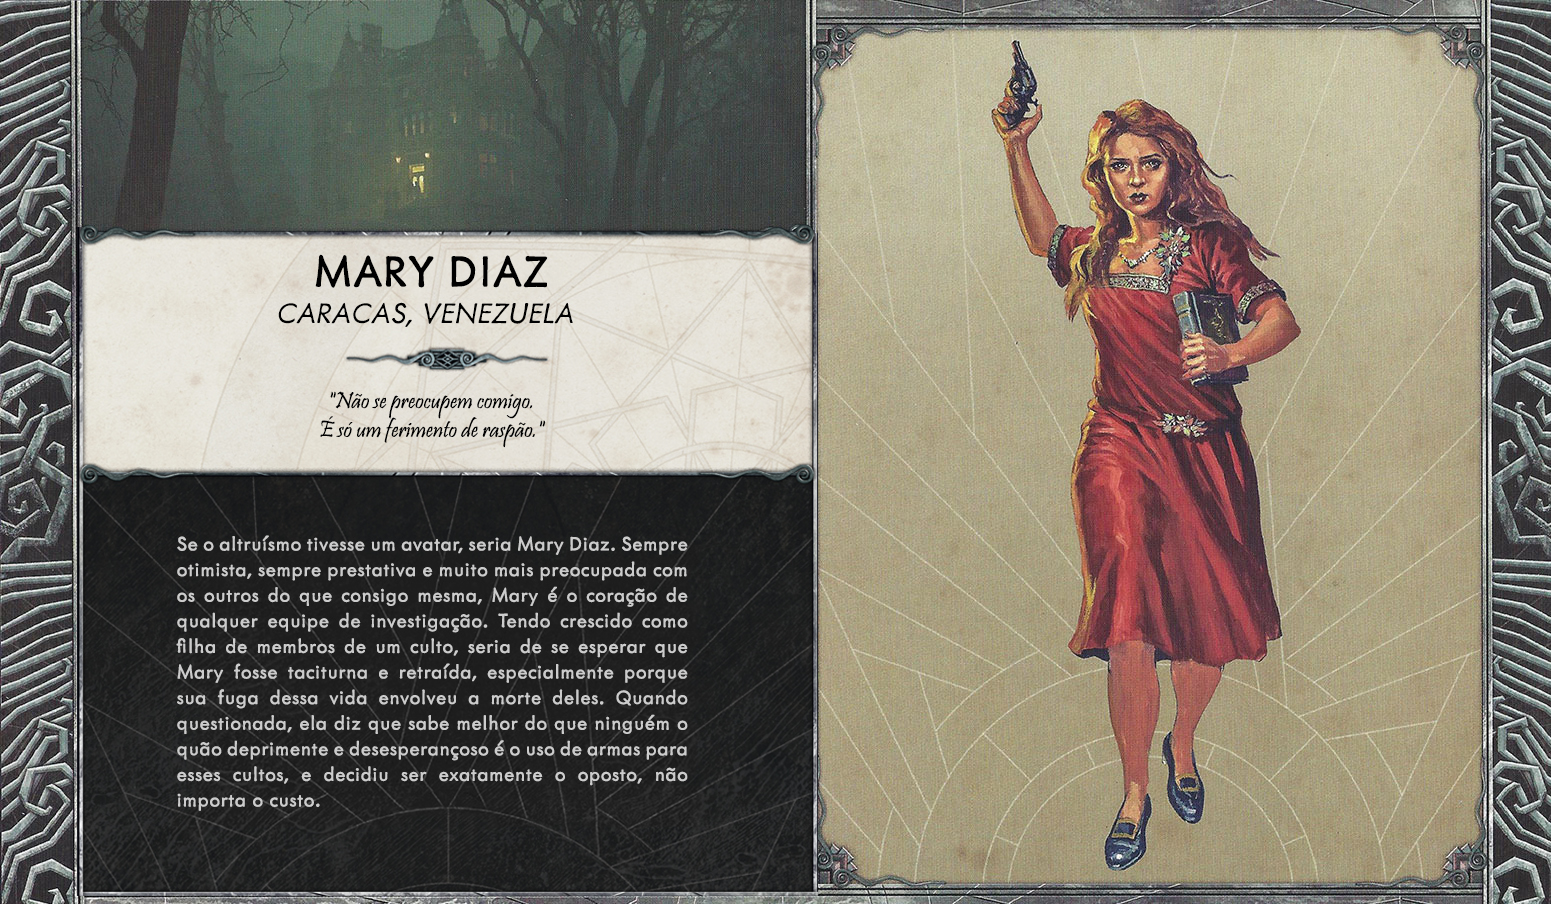 MARY DIAZ
CARACAS, VENEZUELA
"Não se preocupem comigo.
É só um ferimento de raspão."
Se o altruísmo tivesse um avatar, seria Mary Diaz. Sempre
otimista, sempre prestativa e muito mais preocupada com
os outros do que consigo mesma, Mary é o coração de
qualquer equipe de investigação. Tendo crescido como
filha de membros de um culto, seria de se esperar que
Mary fosse taciturna e retraída, especialmente porque
sua fuga dessa vida envolveu a morte deles. Quando
questionada, ela diz que sabe melhor do que ninguém o
quão deprimente e desesperançoso é o uso de armas para
esses cultos, e decidiu ser exatamente o oposto, não
importa o custo.